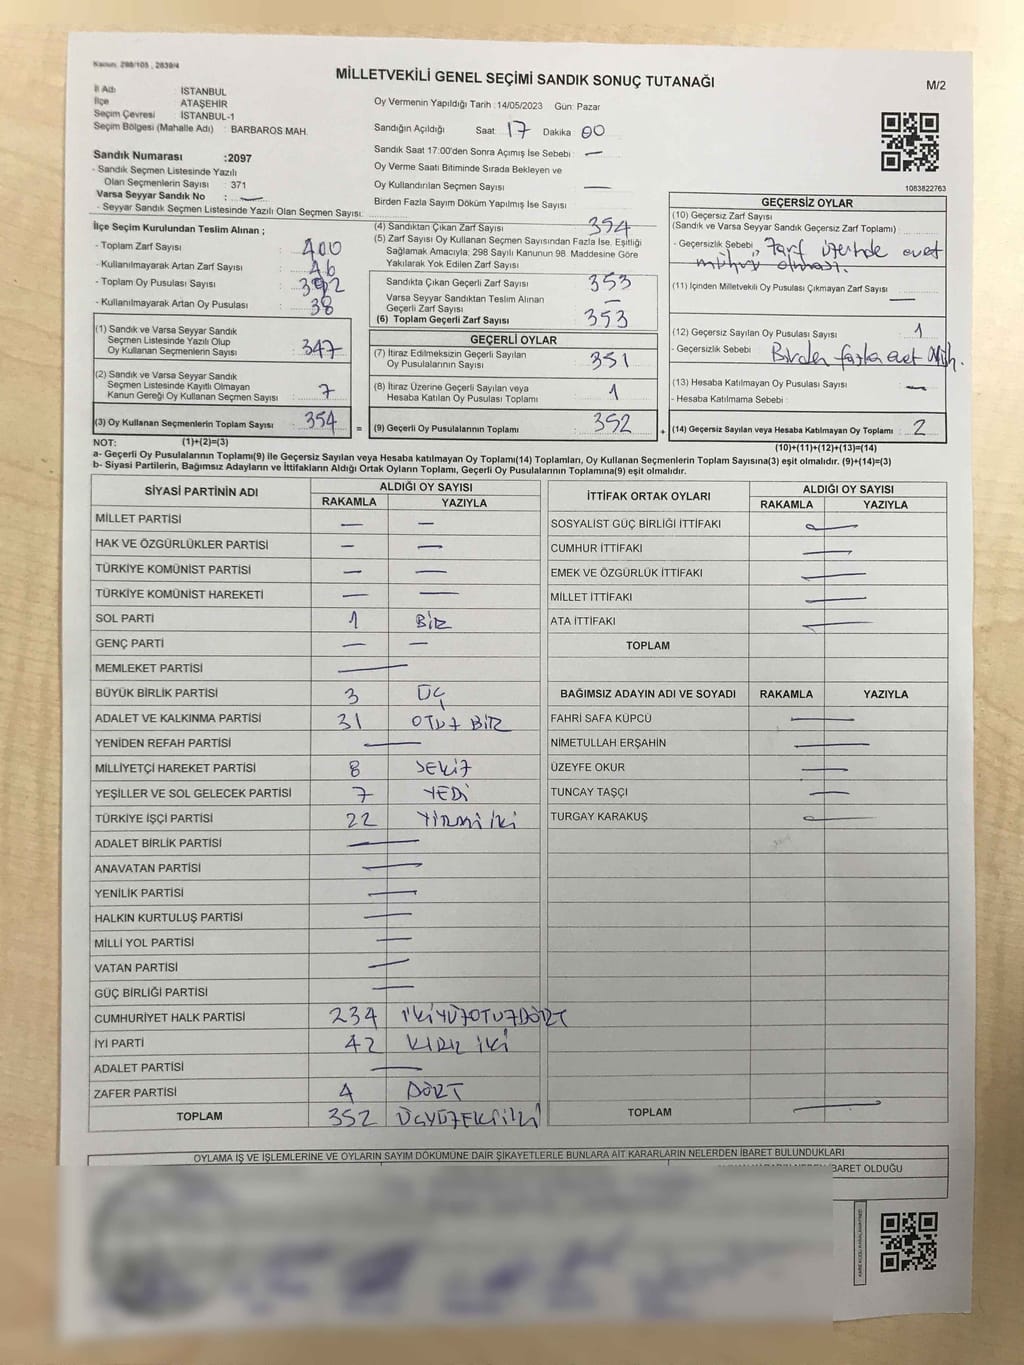 Kanun: 298/105 , 2839/4
MİLLETVEKİLİ GENEL SEÇİMİ SANDIK SONUÇ TUTANAĞI
M/2
İl Adı İSTANBUL
İlçe ATAŞEHİR
Seçim Çevresi İSTANBUL-1
Seçim Bölgesi (Mahalle Adı) : BARBAROS MAH.
Sandık Numarası :2097
- Sandık Seçmen Listesinde Yazılı
Olan Seçmenlerin Sayısı : 371
Varsa Seyyar Sandık No : —
- Seyyar Sandık Seçmen Listesinde Yazılı Olan Seçmen Sayısı:
Oy Vermenin Yapıldığı Tarih :14/05/2023 Gün: Pazar
Sandığın Açıldığı Saat 17 Dakika 00
Sandık Saat 17:00'den Sonra Açımış İse Sebebi : —
Oy Verme Saati Bitiminde Sırada Bekleyen ve
Oy Kullandırılan Seçmen Sayısı —
Birden Fazla Sayım Döküm Yapılmış İse Sayısı
1083822763
İlçe Seçim Kurulundan Teslim Alınan ;
- Toplam Zarf Sayısı : 400
- Kullanılmayarak Artan Zarf Sayısı : 46
- Toplam Oy Pusulası Sayısı : 392
- Kullanılmayarak Artan Oy Pusulası : 38
(1) Sandık ve Varsa Seyyar Sandık
Seçmen Listesinde Yazılı Olup
Oy Kullanan Seçmenlerin Sayısı : 347
(2) Sandık ve Varsa Seyyar Sandık
Seçmen Listesinde Kayıtlı Olmayan
Kanun Gereği Oy Kullanan Seçmen Sayısı : 7
(3) Oy Kullanan Seçmenlerin Toplam Sayısı : 354 =
(4) Sandıktan Çıkan Zarf Sayısı 354
(5) Zarf Sayısı Oy Kullanan Seçmen Sayısından Fazla İse, Eşitliği
Sağlamak Amacıyla; 298 Sayılı Kanunun 98. Maddesine Göre
Yakılarak Yok Edilen Zarf Sayısı
Sandıkta Çıkan Geçerli Zarf Sayısı 353
Varsa Seyyar Sandıktan Teslim Alınan
Geçerli Zarf Sayısı —
(6) Toplam Geçerli Zarf Sayısı 353
GEÇERLİ OYLAR
(7) İtiraz Edilmeksizin Geçerli Sayılan
Oy Pusulalarının Sayısı 351
(8) İtiraz Üzerine Geçerli Sayılan veya
Hesaba Katılan Oy Pusulası Toplamı 1
(9) Geçerli Oy Pusulalarının Toplamı 352 +
GEÇERSİZ OYLAR
(10) Geçersiz Zarf Sayısı
(Sandık ve Varsa Seyyar Sandık Geçersiz Zarf Toplamı) :
- Geçersizlik Sebebi : Zarf üzerinde evet
mührü olması.
(11) İçinden Milletvekili Oy Pusulası Çıkmayan Zarf Sayısı : —
(12) Geçersiz Sayılan Oy Pusulası Sayısı : 1
- Geçersizlik Sebebi : Birden fazla evet Müh.
(13) Hesaba Katılmayan Oy Pusulası Sayısı : —
- Hesaba Katılmama Sebebi :
(14) Geçersiz Sayılan veya Hesaba Katılmayan Oy Toplamı : 2
NOT: (1)+(2)=(3)
(10)+(11)+(12)+(13)=(14)
a- Geçerli Oy Pusulalarının Toplamı(9) ile Geçersiz Sayılan veya Hesaba katılmayan Oy Toplamı(14) Toplamları, Oy Kullanan Seçmenlerin Toplam Sayısına(3) eşit olmalıdır. (9)+(14)=(3)
b- Siyasi Partilerin, Bağımsız Adayların ve İttifakların Aldığı Ortak Oyların Toplamı, Geçerli Oy Pusulalarının Toplamına(9) eşit olmalıdır.
SİYASİ PARTİNİN ADI ALDIĞI OY SAYISI
RAKAMLA YAZIYLA
MİLLET PARTİSİ — —
HAK VE ÖZGÜRLÜKLER PARTİSİ — —
TÜRKİYE KOMÜNİST PARTİSİ — —
TÜRKİYE KOMÜNİST HAREKETİ — —
SOL PARTİ 1 BİR
GENÇ PARTİ — —
MEMLEKET PARTİSİ —
BÜYÜK BİRLİK PARTİSİ 3 ÜÇ
ADALET VE KALKINMA PARTİSİ 31 OTUZ BİR
YENİDEN REFAH PARTİSİ —
MİLLİYETÇİ HAREKET PARTİSİ 8 SEKİZ
YEŞİLLER VE SOL GELECEK PARTİSİ 7 YEDİ
TÜRKİYE İŞÇİ PARTİSİ 22 YİRMİ İKİ
ADALET BİRLİK PARTİSİ —
ANAVATAN PARTİSİ —
YENİLİK PARTİSİ —
HALKIN KURTULUŞ PARTİSİ —
MİLLİ YOL PARTİSİ —
VATAN PARTİSİ —
GÜÇ BİRLİĞİ PARTİSİ —
CUMHURİYET HALK PARTİSİ 234 İKİYÜZOTUZDÖRT
İYİ PARTİ 42 KIRK İKİ
ADALET PARTİSİ —
ZAFER PARTİSİ 4 DÖRT
TOPLAM 352 ÜÇYÜZELLİİKİ
İTTİFAK ORTAK OYLARI ALDIĞI OY SAYISI
RAKAMLA YAZIYLA
SOSYALİST GÜÇ BİRLİĞİ İTTİFAKI —
CUMHUR İTTİFAKI —
EMEK VE ÖZGÜRLÜK İTTİFAKI —
MİLLET İTTİFAKI —
ATA İTTİFAKI —
TOPLAM
BAĞIMSIZ ADAYIN ADI VE SOYADI RAKAMLA YAZIYLA
FAHRİ SAFA KÜPCÜ —
NİMETULLAH ERŞAHİN —
ÜZEYFE OKUR —
TUNCAY TAŞÇI —
TURGAY KARAKUŞ —
TOPLAM —
OYLAMA İŞ VE İŞLEMLERİNE VE OYLARIN SAYIM DÖKÜMÜNE DAİR ŞİKAYETLERLE BUNLARA AİT KARARLARIN NELERDEN İBARET BULUNDUKLARI
BARET OLDUĞU